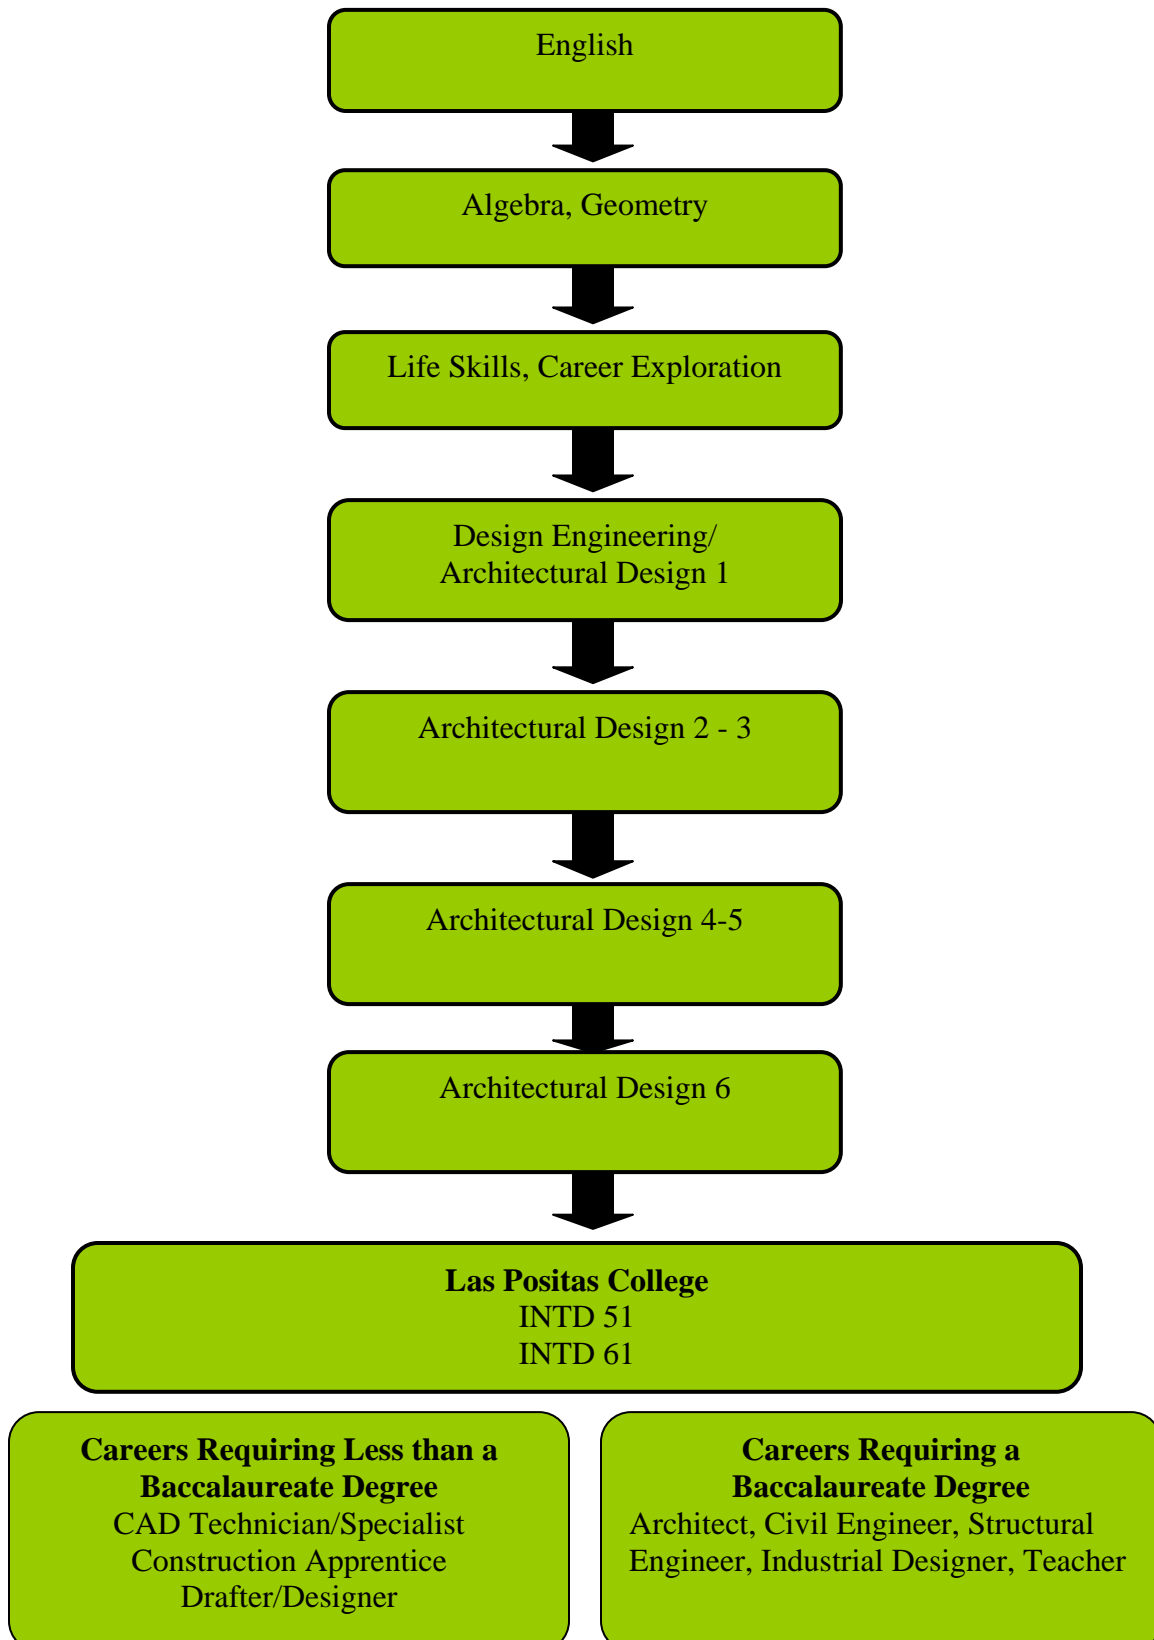 English
Algebra, Geometry
Life Skills, Career Exploration
Design Engineering/
Architectural Design 1
Architectural Design 2 - 3
Architectural Design 4-5
Architectural Design 6
Las Positas College
INTD 51
INTD 61
Careers Requiring Less than a
Baccalaureate Degree
CAD Technician/Specialist
Construction Apprentice
Drafter/Designer
Careers Requiring a
Baccalaureate Degree
Architect, Civil Engineer, Structural
Engineer, Industrial Designer, Teacher